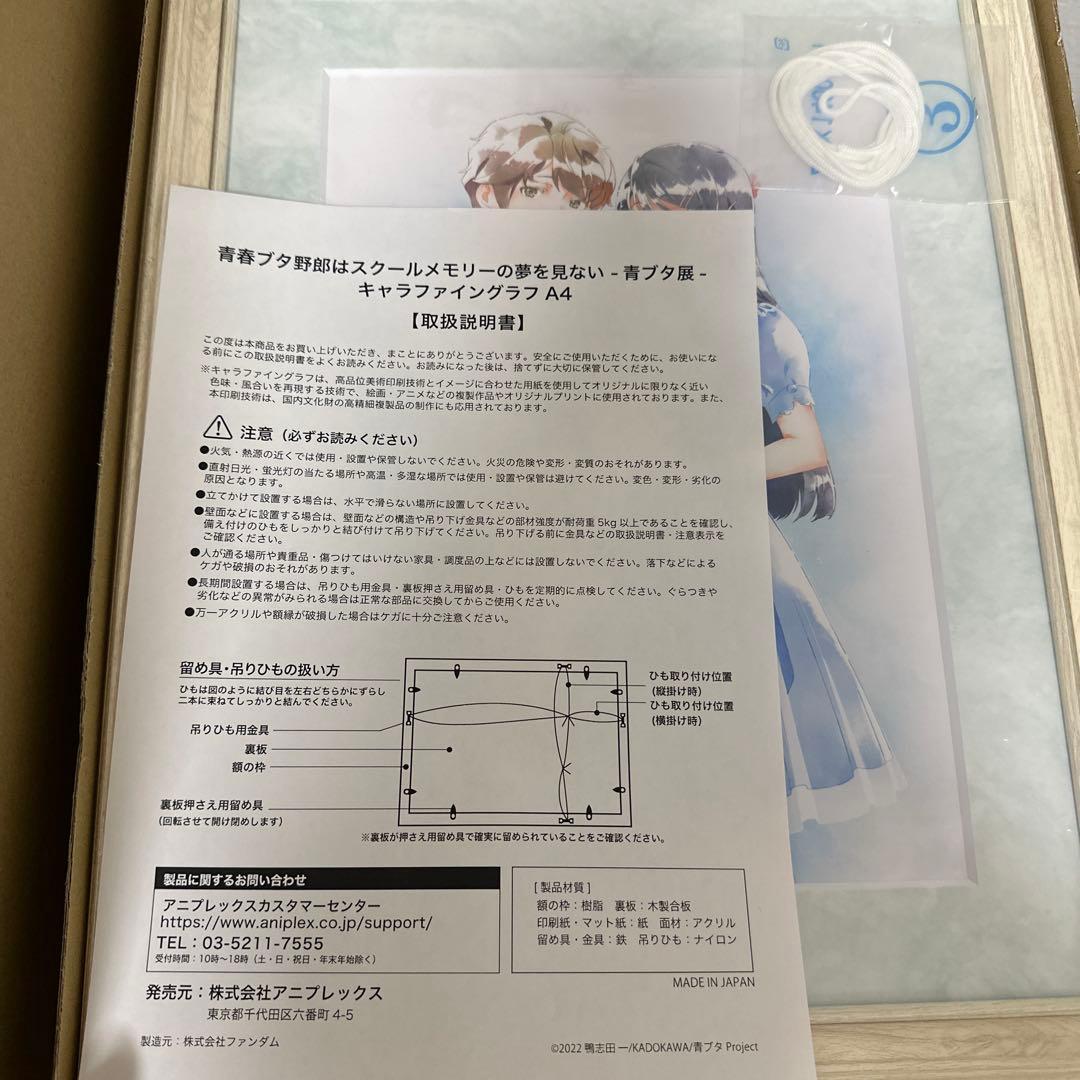 青春ブタ野郎はスクールメモリーの夢を見ない - 青ブタ展 -
キャラファイングラフ A4
【取扱説明書】
この度は本商品をお買い上げいただき、まことにありがとうございます。安全にご使用いただくために、お使いにな
る前にこの取扱説明書をよくお読みください。お読みになった後は、捨てずに大切に保管してください。
※キャラファイングラフは、高品位美術印刷技術とイメージに合わせた用紙を使用してオリジナルに限りなく近い
色味・風合いを再現する技術で、絵画・アニメなどの複製作品やオリジナルプリントに使用されております。また、
本印刷技術は、国内文化財の高精細複製品の制作にも応用されております。
注意（必ずお読みください）
●火気・熱源の近くでは使用・設置や保管しないでください。火災の危険や変形・変質のおそれがあります。
●直射日光・蛍光灯の当たる場所や高温・多湿な場所では使用・設置や保管は避けてください。変色・変形・劣化の
原因となります。
●立てかけて設置する場合は、水平で滑らない場所に設置してください。
●壁面などに設置する場合は、壁面などの構造や吊り下げ金具などの部材強度が耐荷重5kg以上であることを確認し、
備え付けのひもをしっかりと結び付けて吊り下げてください。吊り下げる前に金具などの取扱説明書・注意表示を
ご確認ください。
●人が通る場所や貴重品・傷つけてはいけない家具・調度品の上などには設置しないでください。落下などによる
ケガや破損のおそれがあります。
●長期間設置する場合は、吊りひも用金具・裏板押さえ用留め具・ひもを定期的に点検してください。ぐらつきや
劣化などの異常がみられる場合は正常な部品に交換してからご使用ください。
●万一アクリルや額縁が破損した場合はケガに十分ご注意ください。
留め具・吊りひもの扱い方
ひもは図のように結び目を左右どちらかにずらし
二本に束ねてしっかりと結んでください。
吊りひも用金具
裏板
額の枠
裏板押さえ用留め具
（回転させて開け閉めします）
ひも取り付け位置
(縦掛け時)
ひも取り付け位置
(横掛け時)
※裏板が押さえ用留め具で確実に留められていることをご確認ください。
製品に関するお問い合わせ
アニプレックスカスタマーセンター
https://www.aniplex.co.jp/support/
TEL：03-5211-7555
受付時間：10時〜18時（土・日・祝日・年末年始除く）
[ 製品材質 ]
額の枠：樹脂 裏板：木製合板
印刷紙・マット紙：紙 面材：アクリル
留め具・金具：鉄 吊りひも：ナイロン
MADE IN JAPAN
発売元：株式会社アニプレックス
東京都千代田区六番町 4-5
製造元：株式会社ファンダム
©2022 鴨志田 一/KADOKAWA/青ブタ Project